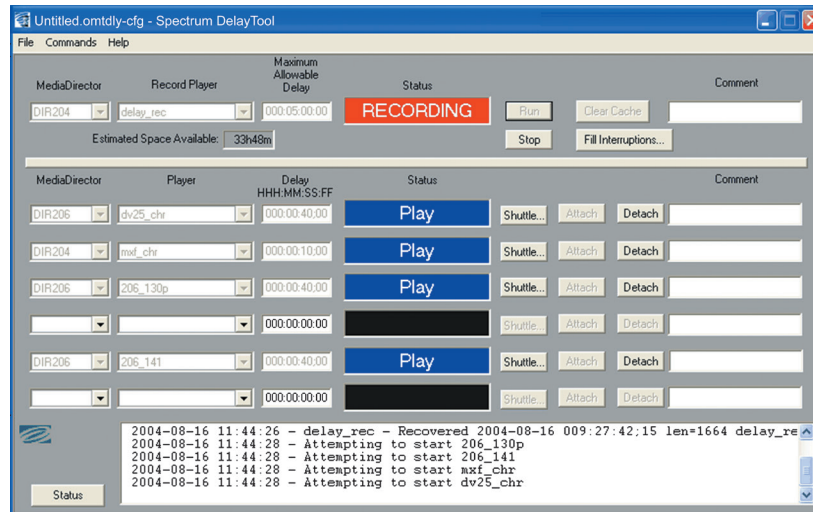 Untitled.omtdly-cfg - Spectrum DelayTool
File Commands Help
MediaDirector Record Player Maximum Allowable Delay Status Comment
DIR204 delay_rec 000:05:00:00 RECORDING Run Clear Cache
Estimated Space Available: 33h48m Stop Fill Interruptions...
MediaDirector Player Delay HHH:MM:SS:FF Status Comment
DIR206 dv25_chr 000:00:40;00 Play Shuttle... Attach Detach
DIR204 mxf_chr 000:00:10;00 Play Shuttle... Attach Detach
DIR206 206_130p 000:00:40;00 Play Shuttle... Attach Detach
000:00:00:00 Shuttle... Attach Detach
DIR206 206_141 000:00:40;00 Play Shuttle... Attach Detach
000:00:00:00 Shuttle... Attach Detach
2004-08-16 11:44:26 - delay_rec - Recovered 2004-08-16 009:27:42;15 len=1664 delay_re
2004-08-16 11:44:28 - Attempting to start 206_130p
2004-08-16 11:44:28 - Attempting to start 206_141
2004-08-16 11:44:28 - Attempting to start mxf_chr
2004-08-16 11:44:28 - Attempting to start dv25_chr
Status